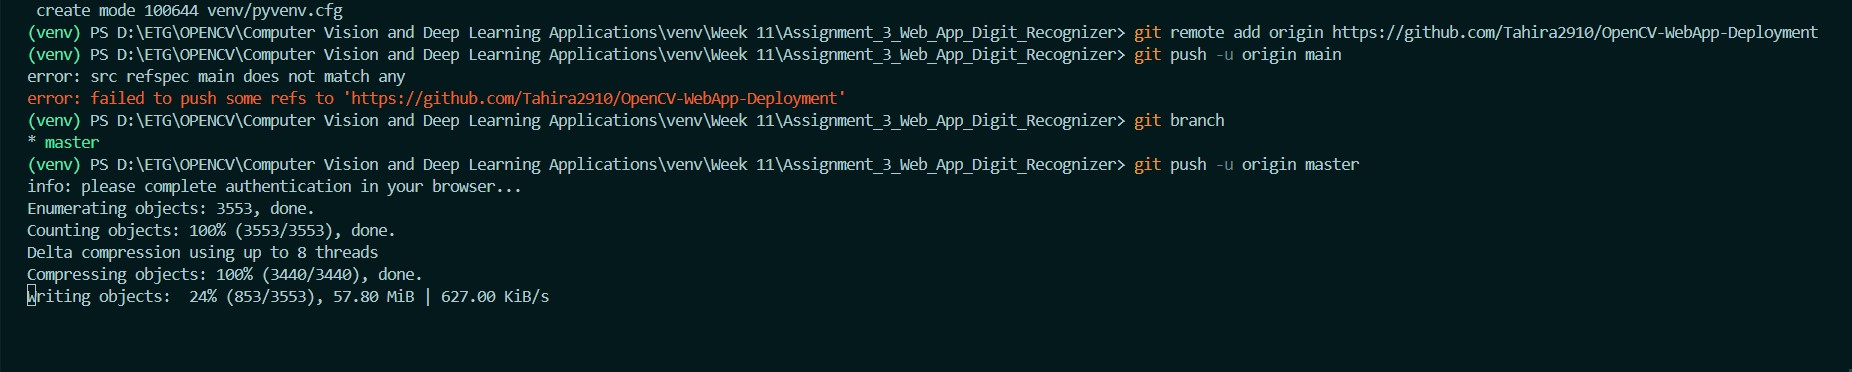 create mode 100644 venv/pyvenv.cfg
(venv) PS D:\ETG\OPENCV\Computer Vision and Deep Learning Applications\venv\Week 11\Assignment_3_Web_App_Digit_Recognizer> git remote add origin https://github.com/Tahira2910/OpenCV-WebApp-Deployment
(venv) PS D:\ETG\OPENCV\Computer Vision and Deep Learning Applications\venv\Week 11\Assignment_3_Web_App_Digit_Recognizer> git push -u origin main
error: src refspec main does not match any
error: failed to push some refs to 'https://github.com/Tahira2910/OpenCV-WebApp-Deployment'
(venv) PS D:\ETG\OPENCV\Computer Vision and Deep Learning Applications\venv\Week 11\Assignment_3_Web_App_Digit_Recognizer> git branch
* master
(venv) PS D:\ETG\OPENCV\Computer Vision and Deep Learning Applications\venv\Week 11\Assignment_3_Web_App_Digit_Recognizer> git push -u origin master
info: please complete authentication in your browser...
Enumerating objects: 3553, done.
Counting objects: 100% (3553/3553), done.
Delta compression using up to 8 threads
Compressing objects: 100% (3440/3440), done.
Writing objects:  24% (853/3553), 57.80 MiB | 627.00 KiB/s